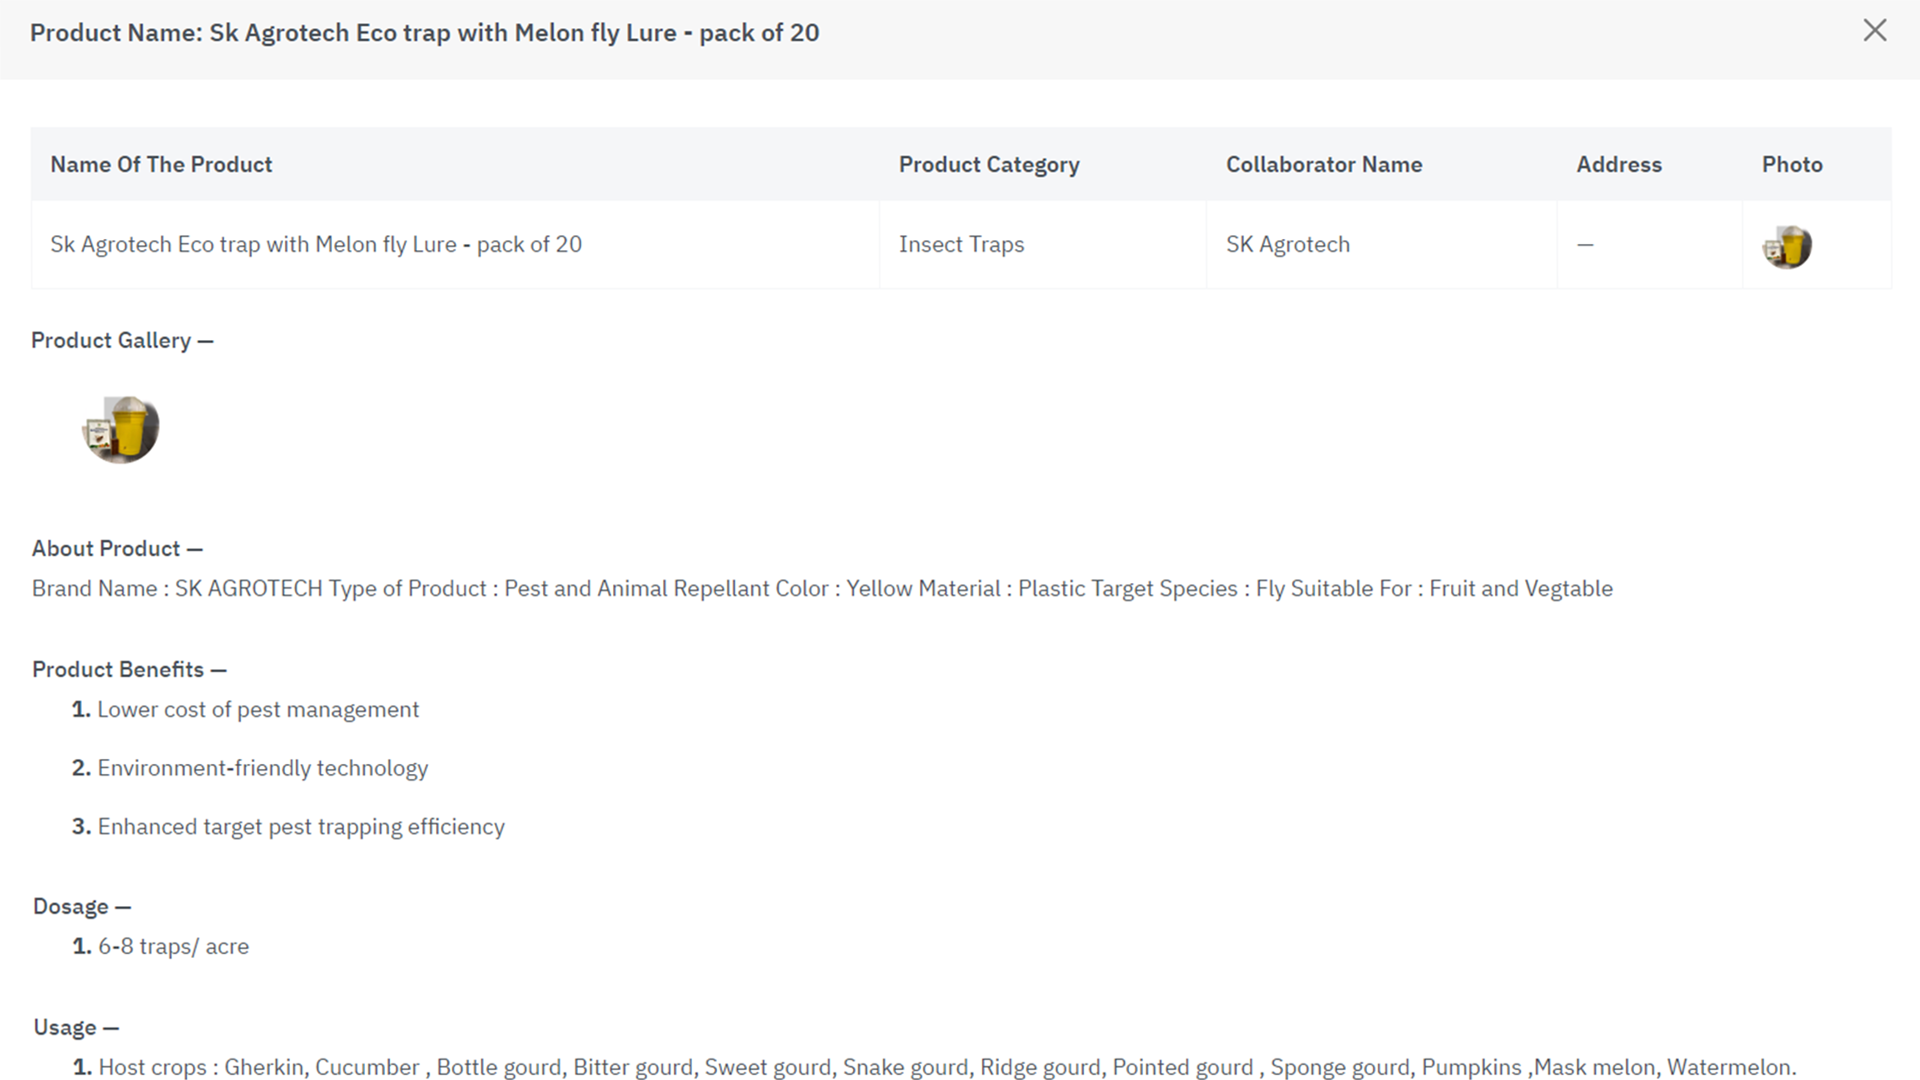 Product Name: Sk Agrotech Eco trap with Melon fly Lure - pack of 20
Name Of The Product Product Category Collaborator Name Address Photo
Sk Agrotech Eco trap with Melon fly Lure - pack of 20 Insect Traps SK Agrotech —
Product Gallery —
About Product —
Brand Name : SK AGROTECH Type of Product : Pest and Animal Repellant Color : Yellow Material : Plastic Target Species : Fly Suitable For : Fruit and Vegtable
Product Benefits —
1. Lower cost of pest management
2. Environment-friendly technology
3. Enhanced target pest trapping efficiency
Dosage —
1. 6-8 traps/ acre
Usage —
1. Host crops : Gherkin, Cucumber , Bottle gourd, Bitter gourd, Sweet gourd, Snake gourd, Ridge gourd, Pointed gourd , Sponge gourd, Pumpkins ,Mask melon, Watermelon.